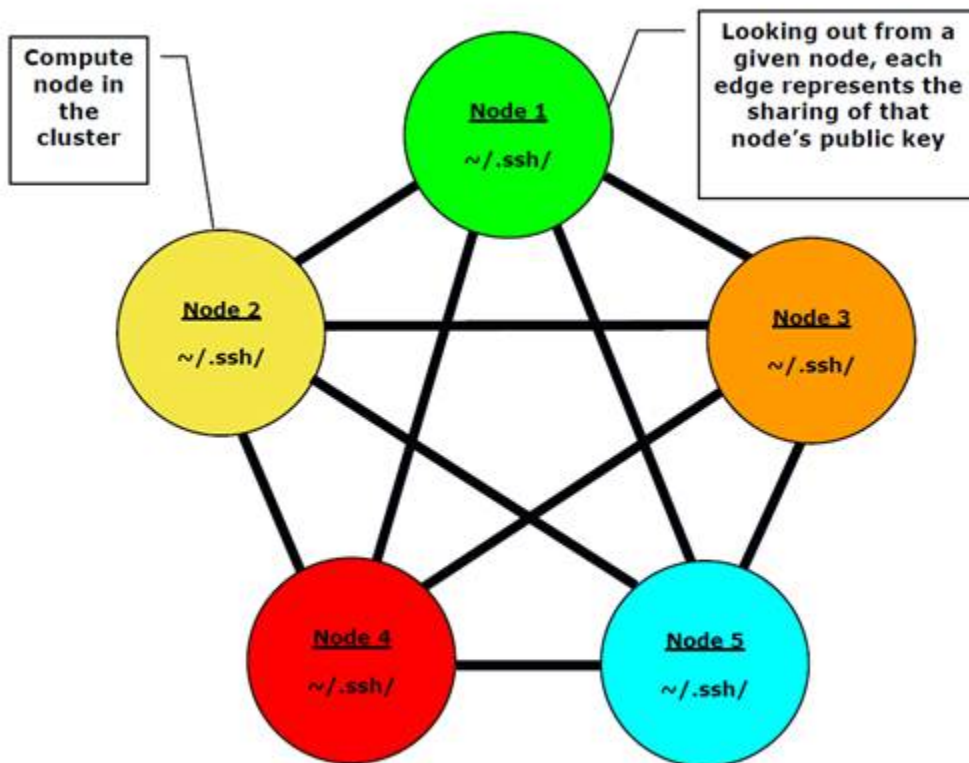 Compute
node in
the
cluster
Looking out from a
given node, each
edge represents the
sharing of that
node's public key
Node 1
~/.ssh/
Node 2
~/.ssh/
Node 3
~/.ssh/
Node 4
~/.ssh/
Node 5
~/.ssh/